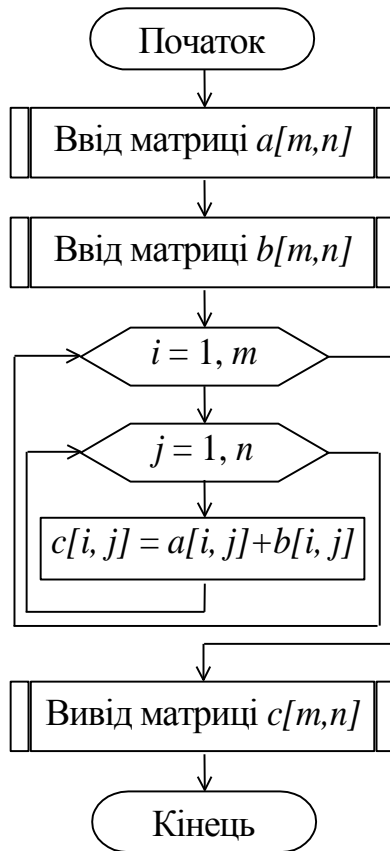 Початок
Ввід матриці a[m,n]
Ввід матриці b[m,n]
i = 1, m
j = 1, n
c[i, j] = a[i, j]+b[i, j]
Вивід матриці c[m,n]
Кінець